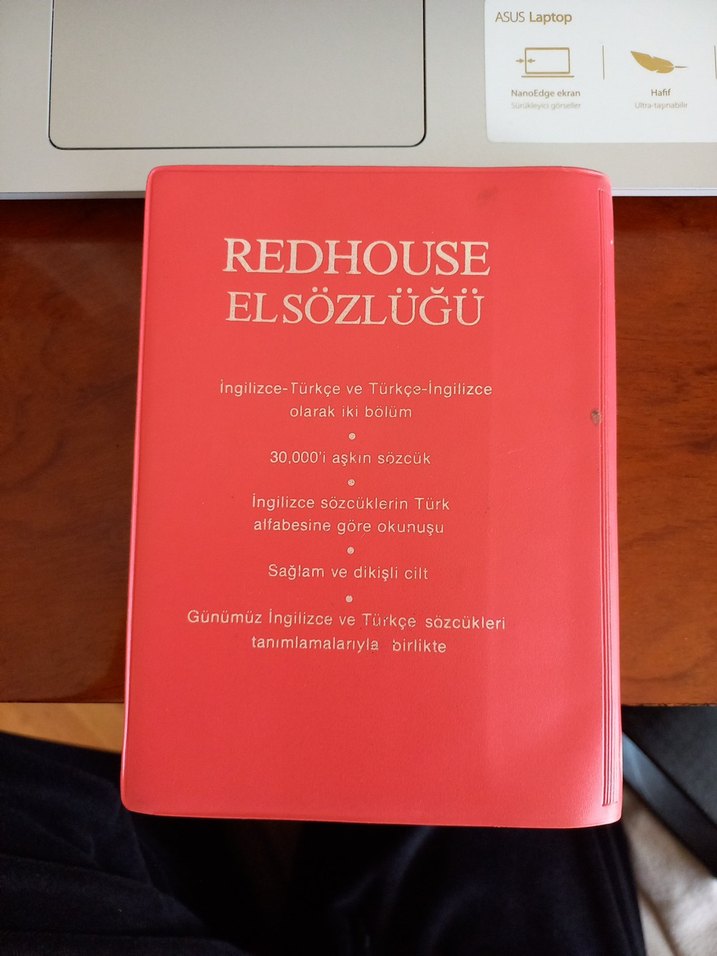 ASUS Laptop
NanoEdge ekran
Sürükleyici görseller
Hafif
Ultra-taşınabilir
REDHOUSE
EL SÖZLÜĞÜ
İngilizce-Türkçe ve Türkçe-İngilizce
olarak iki bölüm
30,000'i aşkın sözcük
İngilizce sözcüklerin Türk
alfabesine göre okunuşu
Sağlam ve dikişli cilt
Günümüz İngilizce ve Türkçe sözcükleri
tanımlamalarıyla birlikte